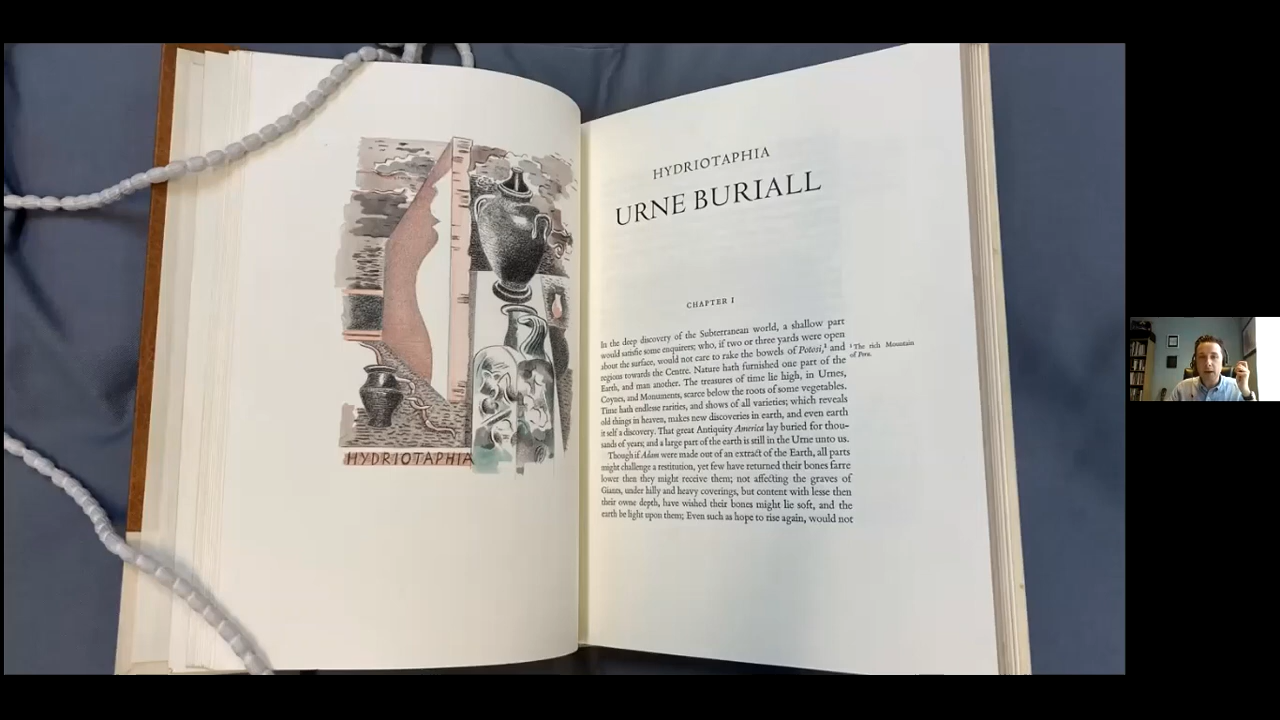 HYDRIOTAPHIA
HYDRIOTAPHIA
URNE BURIALL
CHAPTER I
In the deep discovery of the Subterranean world, a shallow part
would satisfie some enquirers; who, if two or three yards were open
about the surface, would not care to rake the bowels of Potosi,¹ and
regions towards the Centre. Nature hath furnished one part of the
Earth, and man another. The treasures of time lie high, in Urnes,
Coynes, and Monuments, scarce below the roots of some vegetables.
Time hath endlesse rarities, and shows of all varieties; which reveals
old things in heaven, makes new discoveries in earth, and even earth
it self a discovery. That great Antiquity America lay buried for thou-
sands of years; and a large part of the earth is still in the Urne unto us.
Though if Adam were made out of an extract of the Earth, all parts
might challenge a restitution, yet few have returned their bones farre
lower then they might receive them; not affecting the graves of
Giants, under hilly and heavy coverings, but content with lesse then
their owne depth, have wished their bones might lie soft, and the
earth be light upon them; Even such as hope to rise again, would not
¹ The rich Mountain
of Peru.